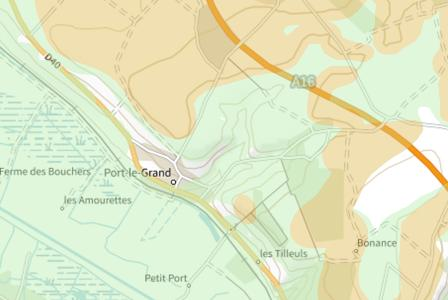 D40
A16
Ferme des Bouchers
Port-le-Grand
les Amourettes
Bonance
les Tilleuls
Petit Port